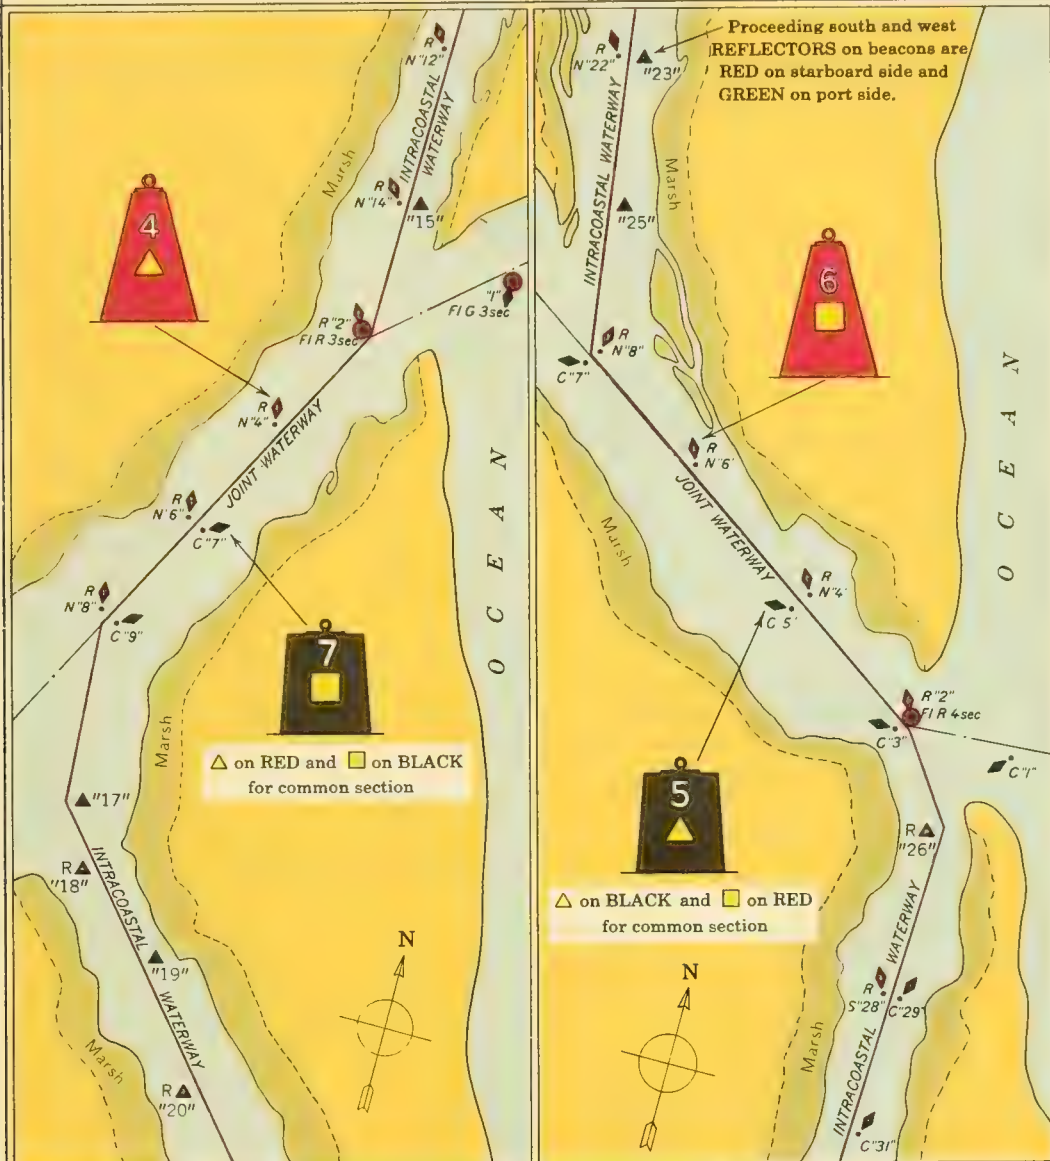 R
N"12"
INTRACOASTAL
WATERWAY
Marsh
R
N"14"
"15"
4
R"2"
Fl R 3sec
"1"
Fl G 3sec
R
N"4"
JOINT WATERWAY
R
N"6"
C"7"
R
N"8"
C"9"
OCEAN
7
△ on RED and □ on BLACK
for common section
Marsh
"17"
R
"18"
INTRACOASTAL
WATERWAY
"19"
Marsh
R
"20"
N
Proceeding south and west
REFLECTORS on beacons are
RED on starboard side and
GREEN on port side.
R
N"22"
"23"
Marsh
INTRACOASTAL WATERWAY
"25"
6
R
N"8"
C"7"
R
N"6'
JOINT WATERWAY
OCEAN
Marsh
R
N"4'
C 5'
R"2"
Fl R 4sec
C"3"
C"1"
5
△ on BLACK and □ on RED
for common section
R
"26"
N
INTRACOASTAL
WATERWAY
R
S"28"
C"29"
Marsh
C"31"